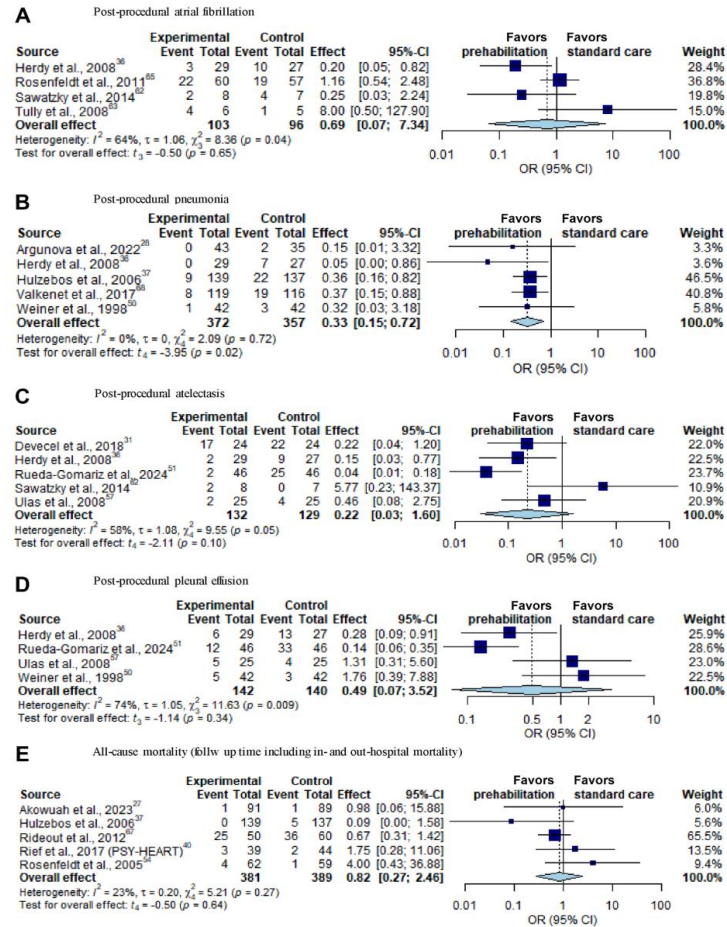 A Post-procedural atrial fibrillation
Experimental Control Favors Favors
Source Event Total Event Total Effect 95%-CI prehabilitation standard care Weight
Herdy et al., 2008³⁶ 3 29 10 27 0.20 [0.05; 0.82] 28.4%
Rosenfeldt et al., 2011⁶⁵ 22 60 19 57 1.16 [0.54; 2.48] 36.8%
Sawatzky et al., 2014⁶² 2 8 4 7 0.25 [0.03; 2.24] 19.8%
Tully et al., 2008⁶³ 4 6 1 5 8.00 [0.50; 127.90] 15.0%
Overall effect 103 96 0.69 [0.07; 7.34] 100.0%
Heterogeneity: I² = 64%, τ = 1.06, χ²₃ = 8.36 (p = 0.04)
Test for overall effect: t₃ = -0.50 (p = 0.65)
0.01 0.1 1 10 100
OR (95% CI)
B Post-procedural pneumonia
Experimental Control Favors Favors
Source Event Total Event Total Effect 95%-CI prehabilitation standard care Weight
Argunova et al., 2022²⁸ 0 43 2 35 0.15 [0.01; 3.32] 3.3%
Herdy et al., 2008³⁶ 0 29 7 27 0.05 [0.00; 0.86] 3.6%
Hulzebos et al., 2006³⁷ 9 139 22 137 0.36 [0.16; 0.82] 46.5%
Valkenet et al., 2017⁶⁸ 8 119 19 116 0.37 [0.15; 0.88] 40.8%
Weiner et al., 1998⁵⁰ 1 42 3 42 0.32 [0.03; 3.18] 5.8%
Overall effect 372 357 0.33 [0.15; 0.72] 100.0%
Heterogeneity: I² = 0%, τ = 0, χ²₄ = 2.09 (p = 0.72)
Test for overall effect: t₄ = -3.95 (p = 0.02)
0.01 0.1 1 10 100
OR (95% CI)
C Post-procedural atelectasis
Experimental Control Favors Favors
Source Event Total Event Total Effect 95%-CI prehabilitation standard care Weight
Devecel et al., 2018³¹ 17 24 22 24 0.22 [0.04; 1.20] 22.0%
Herdy et al., 2008³⁶ 2 29 9 27 0.15 [0.03; 0.77] 22.5%
Rueda-Gomariz et al., 2024⁵¹ 2 46 25 46 0.04 [0.01; 0.18] 23.7%
Sawatzky et al., 2014⁶² 2 8 0 7 5.77 [0.23; 143.37] 10.9%
Ulas et al., 2008⁵⁷ 2 25 4 25 0.46 [0.08; 2.75] 20.9%
Overall effect 132 129 0.22 [0.03; 1.60] 100.0%
Heterogeneity: I² = 58%, τ = 1.08, χ²₄ = 9.55 (p = 0.05)
Test for overall effect: t₄ = -2.11 (p = 0.10)
0.1 1 10 100
OR (95% CI)
D Post-procedural pleural effusion
Experimental Control Favors Favors
Source Event Total Event Total Effect 95%-CI prehabilitation standard care Weight
Herdy et al., 2008³⁶ 6 29 13 27 0.28 [0.09; 0.91] 25.9%
Rueda-Gomariz et al., 2024⁵¹ 12 46 33 46 0.14 [0.06; 0.35] 28.6%
Ulas et al., 2008⁵⁷ 5 25 4 25 1.31 [0.31; 5.60] 23.0%
Weiner et al., 1998⁵⁰ 5 42 3 42 1.76 [0.39; 7.88] 22.5%
Overall effect 142 140 0.49 [0.07; 3.52] 100.0%
Heterogeneity: I² = 74%, τ = 1.05, χ²₃ = 11.63 (p = 0.009)
Test for overall effect: t₃ = -1.14 (p = 0.34)
0.1 0.5 1 2 10
OR (95% CI)
E All-cause mortality (follw up time including in- and out-hospital mortality)
Experimental Control Favors Favors
Source Event Total Event Total Effect 95%-CI prehabilitation standard care Weight
Akowuah et al., 2023²⁷ 1 91 1 89 0.98 [0.06; 15.88] 6.0%
Hulzebos et al., 2006³⁷ 0 139 5 137 0.09 [0.00; 1.58] 5.6%
Rideout et al., 2012⁶⁷ 25 50 36 60 0.67 [0.31; 1.42] 65.5%
Rief et al., 2017 (PSY-HEART)⁴⁰ 3 39 2 44 1.75 [0.28; 11.06] 13.5%
Rosenfeldt et al., 2005⁵⁴ 4 62 1 59 4.00 [0.43; 36.88] 9.4%
Overall effect 381 389 0.82 [0.27; 2.46] 100.0%
Heterogeneity: I² = 23%, τ = 0.20, χ²₄ = 5.21 (p = 0.27)
Test for overall effect: t₄ = -0.50 (p = 0.64)
0.01 0.1 1 10 100
OR (95% CI)